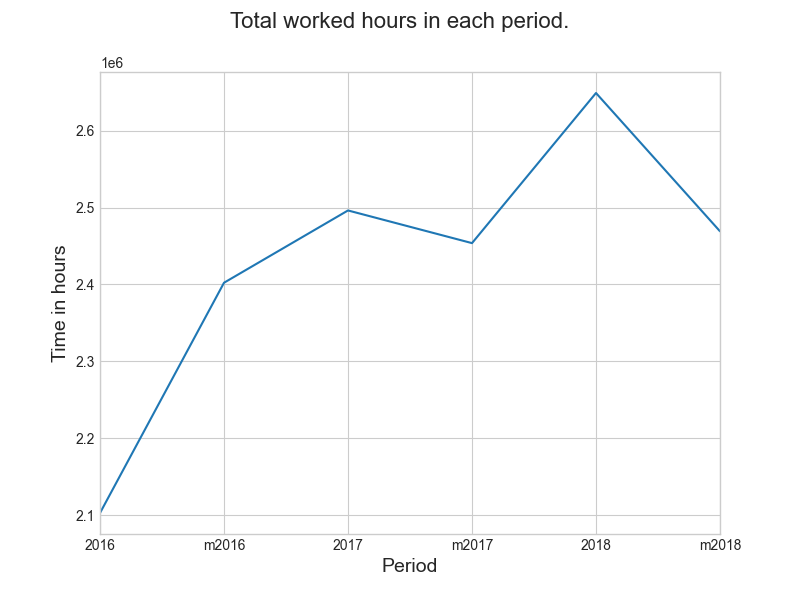 Total worked hours in each period.
1e6
2.6
2.5
2.4
2.3
2.2
2.1
Time in hours
2016 m2016 2017 m2017 2018 m2018
Period